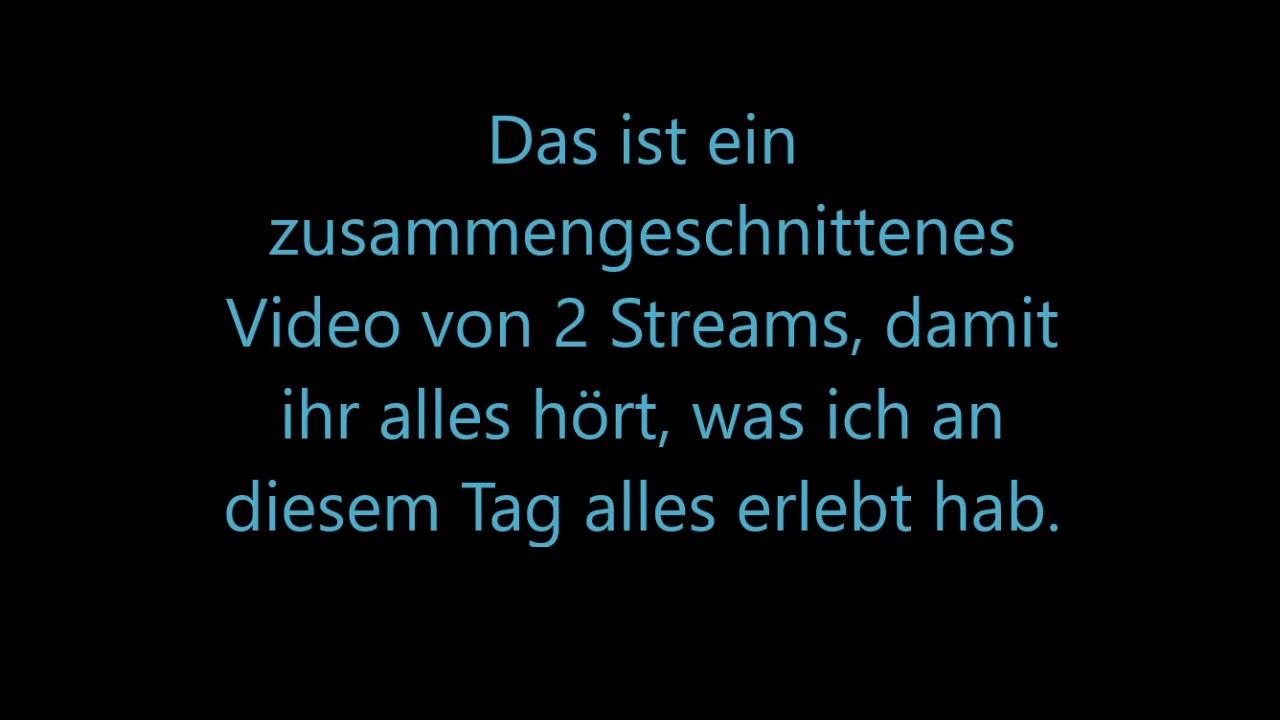 Das ist ein
zusammengeschnittenes
Video von 2 Streams, damit
ihr alles hört, was ich an
diesem Tag alles erlebt hab.